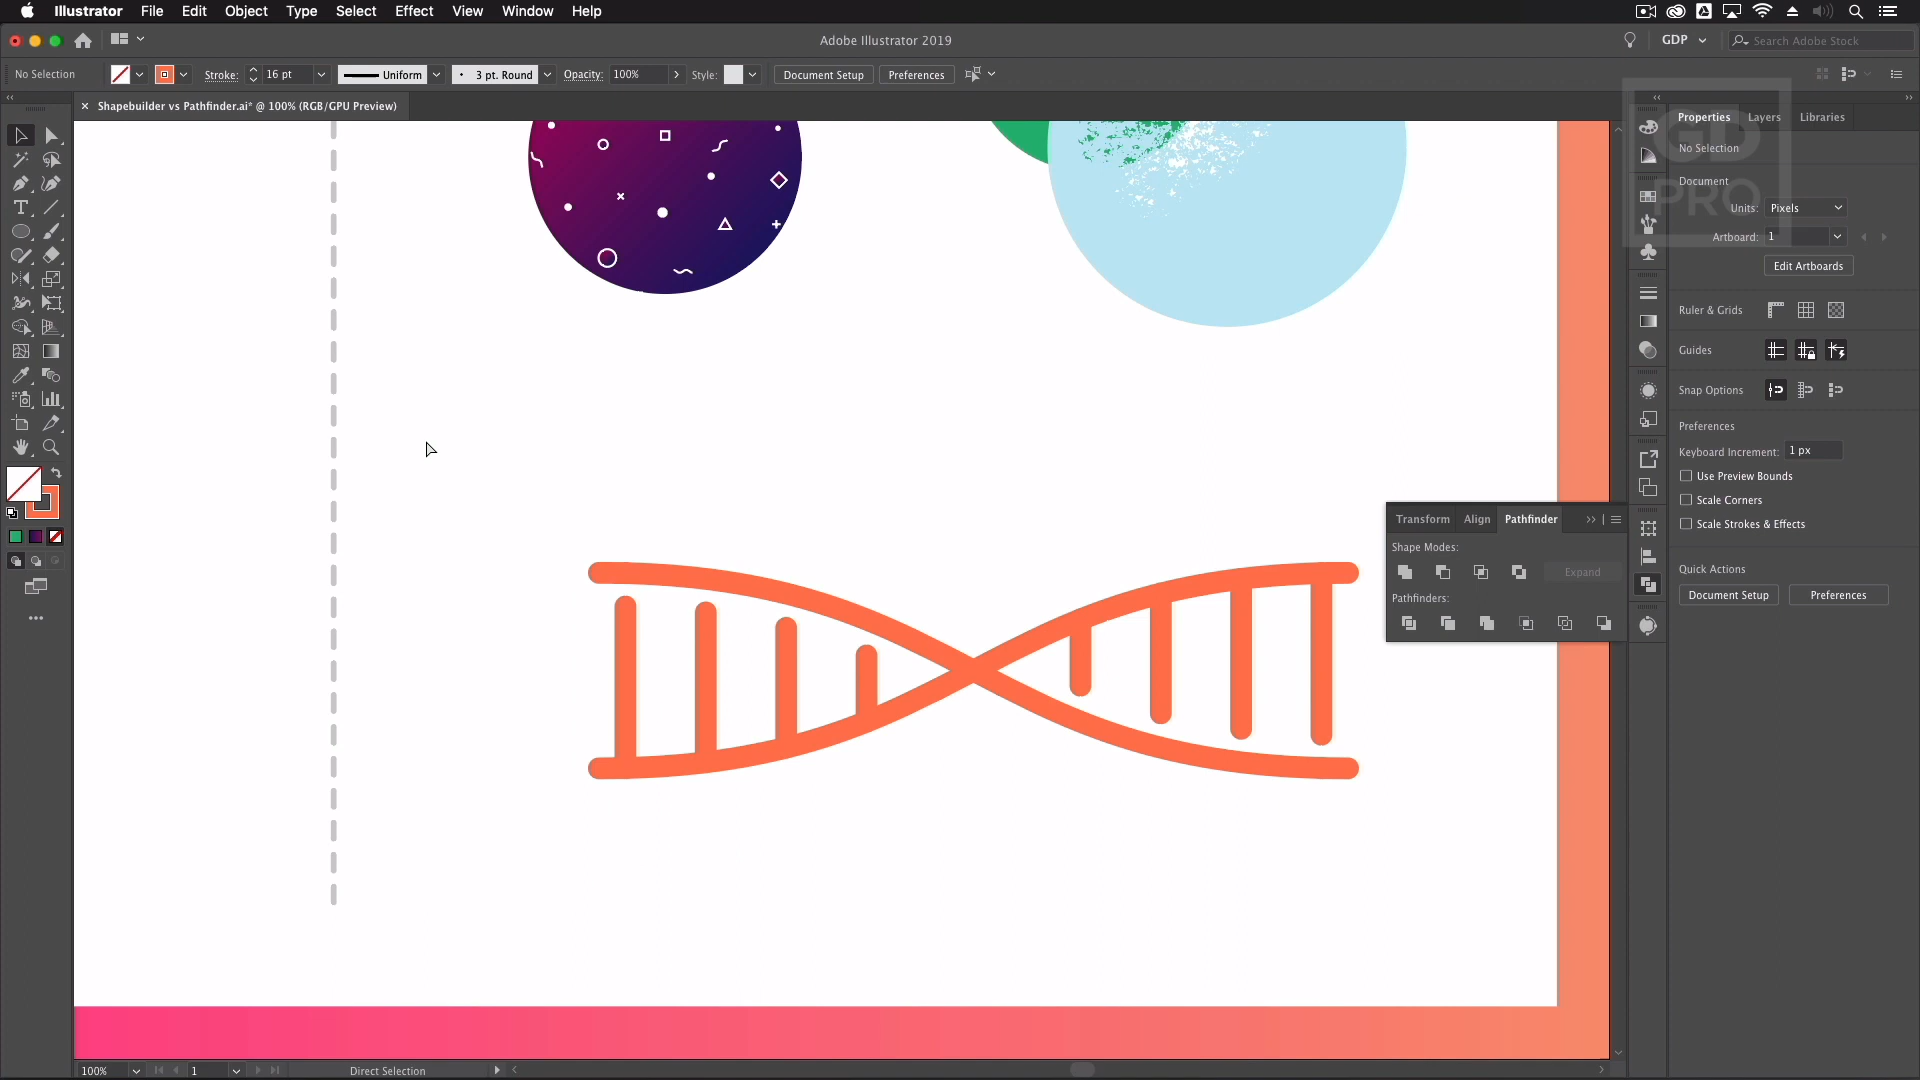 Illustrator File Edit Object Type Select Effect View Window Help
Adobe Illustrator 2019
GDP
Search Adobe Stock
No Selection
Stroke:
16 pt
Uniform
3 pt. Round
Opacity:
100%
Style:
Document Setup
Preferences
Shapebuilder vs Pathfinder.ai* @ 100% (RGB/GPU Preview)
GD
PRO
Properties
Layers
Libraries
No Selection
Document
Units:
Pixels
Artboard:
1
Edit Artboards
Ruler & Grids
Guides
Snap Options
Preferences
Keyboard Increment:
1 px
Use Preview Bounds
Scale Corners
Scale Strokes & Effects
Quick Actions
Document Setup
Preferences
Transform
Align
Pathfinder
Shape Modes:
Expand
Pathfinders:
100%
1
Direct Selection